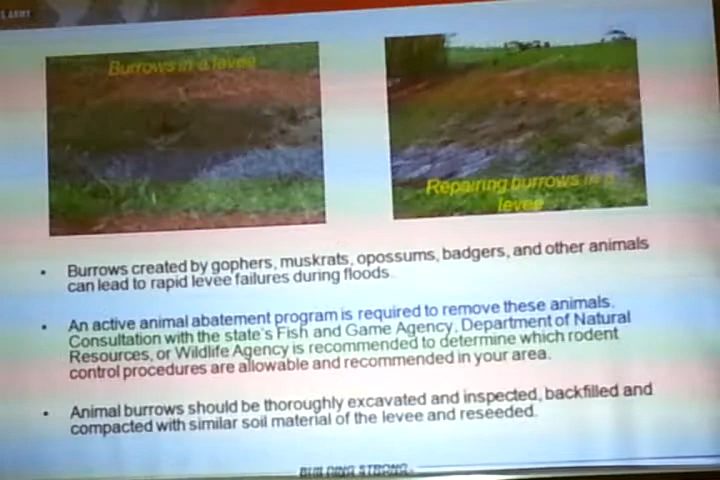 S. ARMY
Burrows in a levee
Repairing burrows in a
levee
• Burrows created by gophers, muskrats, opossums, badgers, and other animals
can lead to rapid levee failures during floods.
• An active animal abatement program is required to remove these animals.
Consultation with the state's Fish and Game Agency, Department of Natural
Resources, or Wildlife Agency is recommended to determine which rodent
control procedures are allowable and recommended in your area.
• Animal burrows should be thoroughly excavated and inspected, backfilled and
compacted with similar soil material of the levee and reseeded.
BUILDING STRONG®